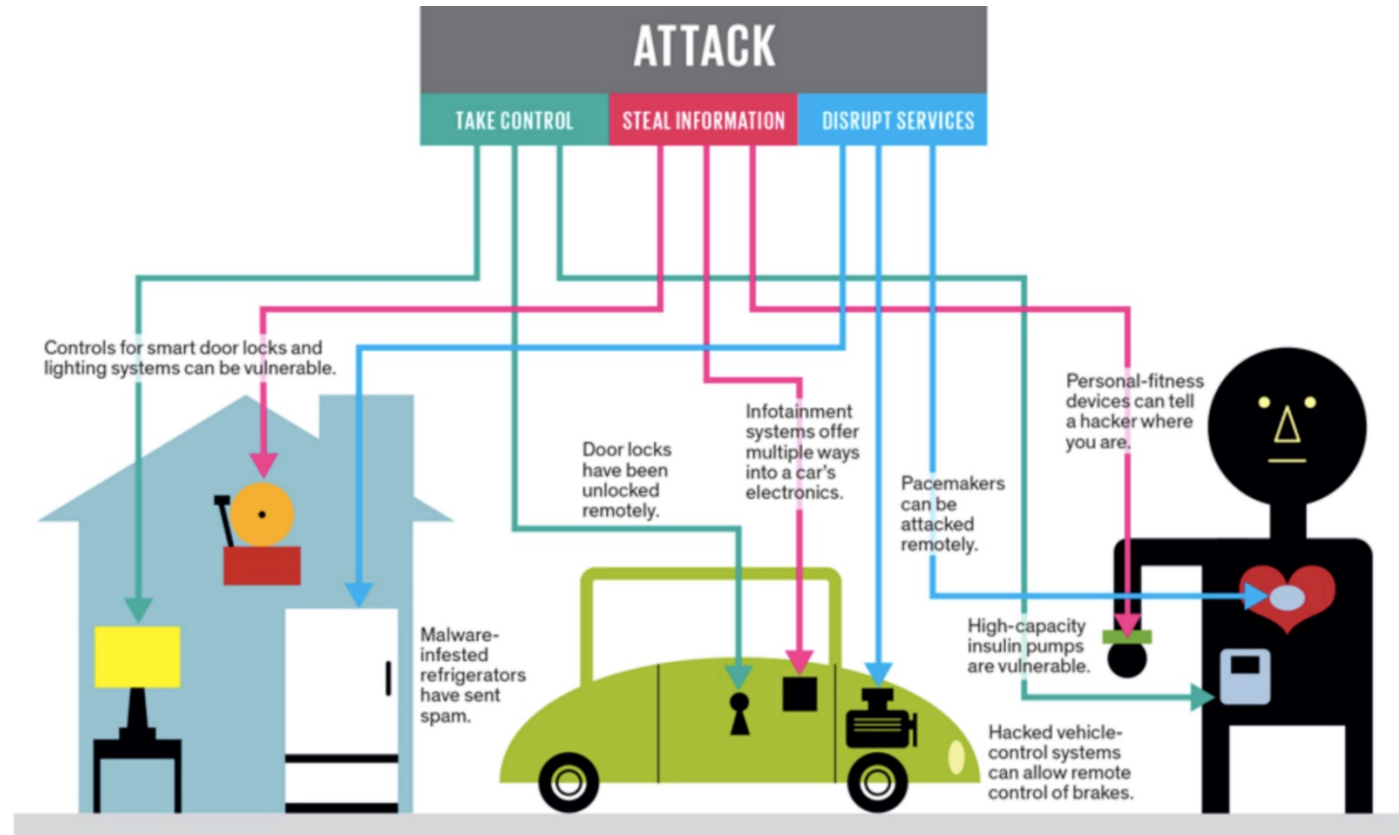 ATTACK
TAKE CONTROL
STEAL INFORMATION
DISRUPT SERVICES
Controls for smart door locks and
lighting systems can be vulnerable.
Malware-
infested
refrigerators
have sent
spam.
Door locks
have been
unlocked
remotely.
Infotainment
systems offer
multiple ways
into a car's
electronics.
Pacemakers
can be
attacked
remotely.
Personal-fitness
devices can tell
a hacker where
you are.
High-capacity
insulin pumps
are vulnerable.
Hacked vehicle-
control systems
can allow remote
control of brakes.